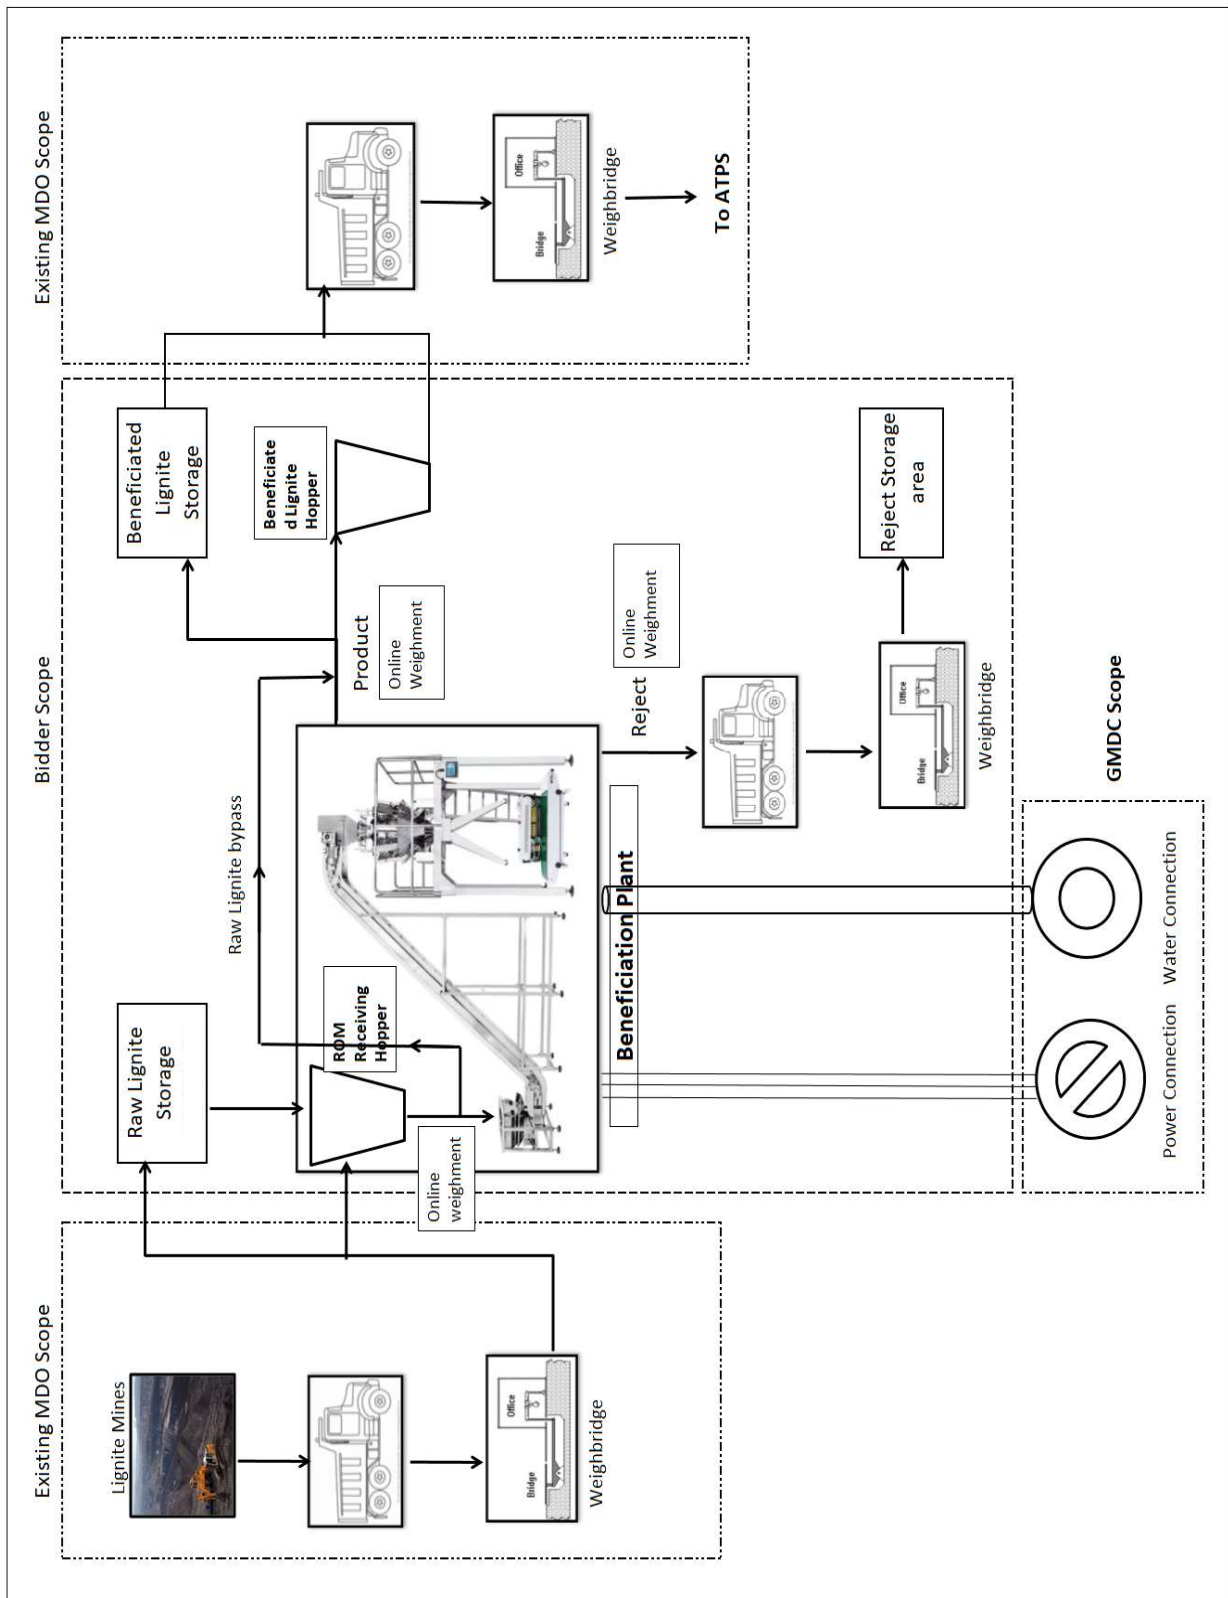 Existing MDO Scope
Lignite Mines
Office
Bridge
Weighbridge
Bidder Scope
Raw Lignite
Storage
Raw Lignite bypass
ROM
Receiving
Hopper
Online
weighment
Beneficiation Plant
Product
Online
Weighment
Beneficiated
Lignite
Storage
Beneficiate
d Lignite
Hopper
Reject
Online
Weighment
Office
Bridge
Weighbridge
Reject Storage
area
GMDC Scope
Power Connection
Water Connection
Existing MDO Scope
Office
Bridge
Weighbridge
To ATPS